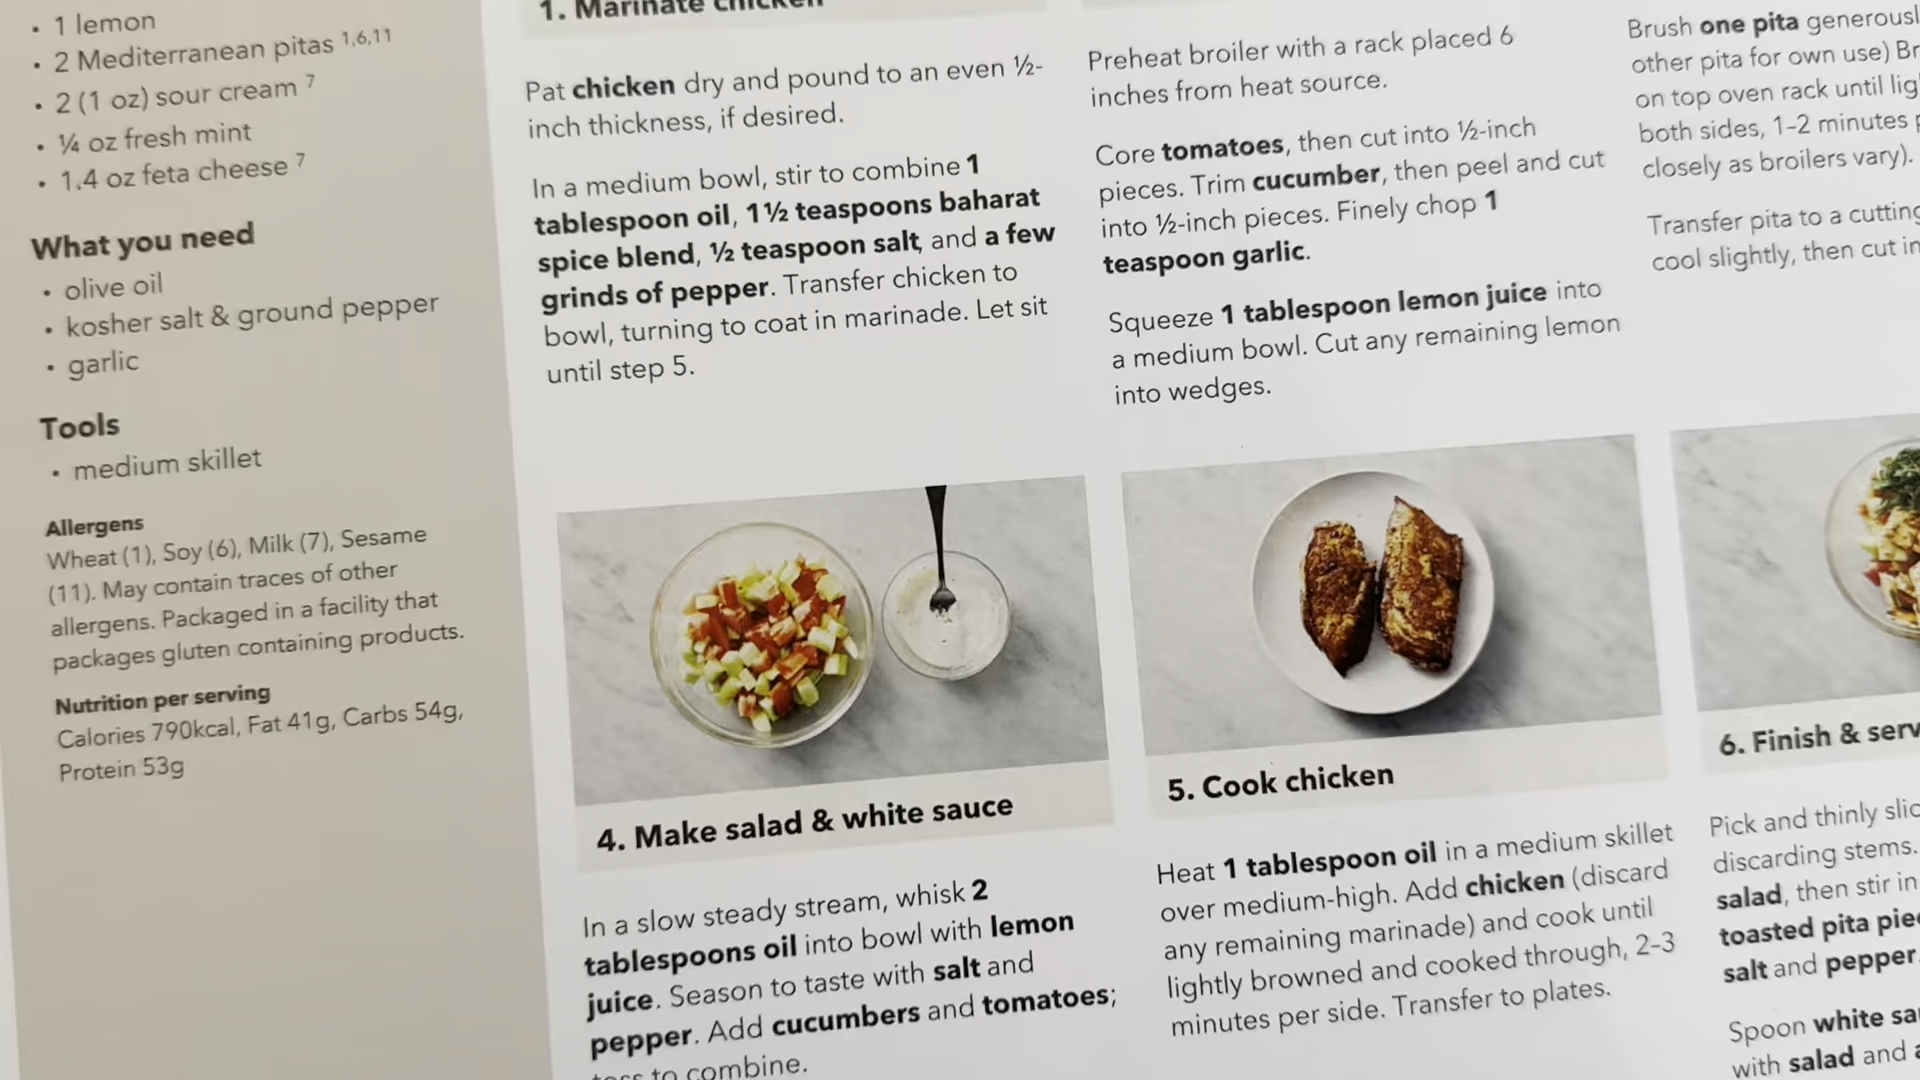 • 1 lemon
• 2 Mediterranean pitas 1,6,11
• 2 (1 oz) sour cream 7
• ¼ oz fresh mint
• 1.4 oz feta cheese 7
What you need
• olive oil
• kosher salt & ground pepper
• garlic
Tools
• medium skillet
Allergens
Wheat (1), Soy (6), Milk (7), Sesame
(11). May contain traces of other
allergens. Packaged in a facility that
packages gluten containing products.
Nutrition per serving
Calories 790kcal, Fat 41g, Carbs 54g,
Protein 53g
1. Marinate chicken
Pat chicken dry and pound to an even ½-
inch thickness, if desired.
In a medium bowl, stir to combine 1
tablespoon oil, 1½ teaspoons baharat
spice blend, ½ teaspoon salt, and a few
grinds of pepper. Transfer chicken to
bowl, turning to coat in marinade. Let sit
until step 5.
Preheat broiler with a rack placed 6
inches from heat source.
Core tomatoes, then cut into ½-inch
pieces. Trim cucumber, then peel and cut
into ½-inch pieces. Finely chop 1
teaspoon garlic.
Squeeze 1 tablespoon lemon juice into
a medium bowl. Cut any remaining lemon
into wedges.
Brush one pita
other pita for own use)
on top oven rack until
both sides, 1-2 minutes
closely as broilers vary).
Transfer pita to a cutting
cool slightly, then cut
4. Make salad & white sauce
In a slow steady stream, whisk 2
tablespoons oil into bowl with lemon
juice. Season to taste with salt and
pepper. Add cucumbers and tomatoes;
to combine.
5. Cook chicken
Heat 1 tablespoon oil in a medium skillet
over medium-high. Add chicken (discard
any remaining marinade) and cook until
lightly browned and cooked through, 2-3
minutes per side. Transfer to plates.
6. Finish &
Pick and thinly
discarding stems.
salad, then stir in
toasted pita
salt and pepper
Spoon white
with salad and